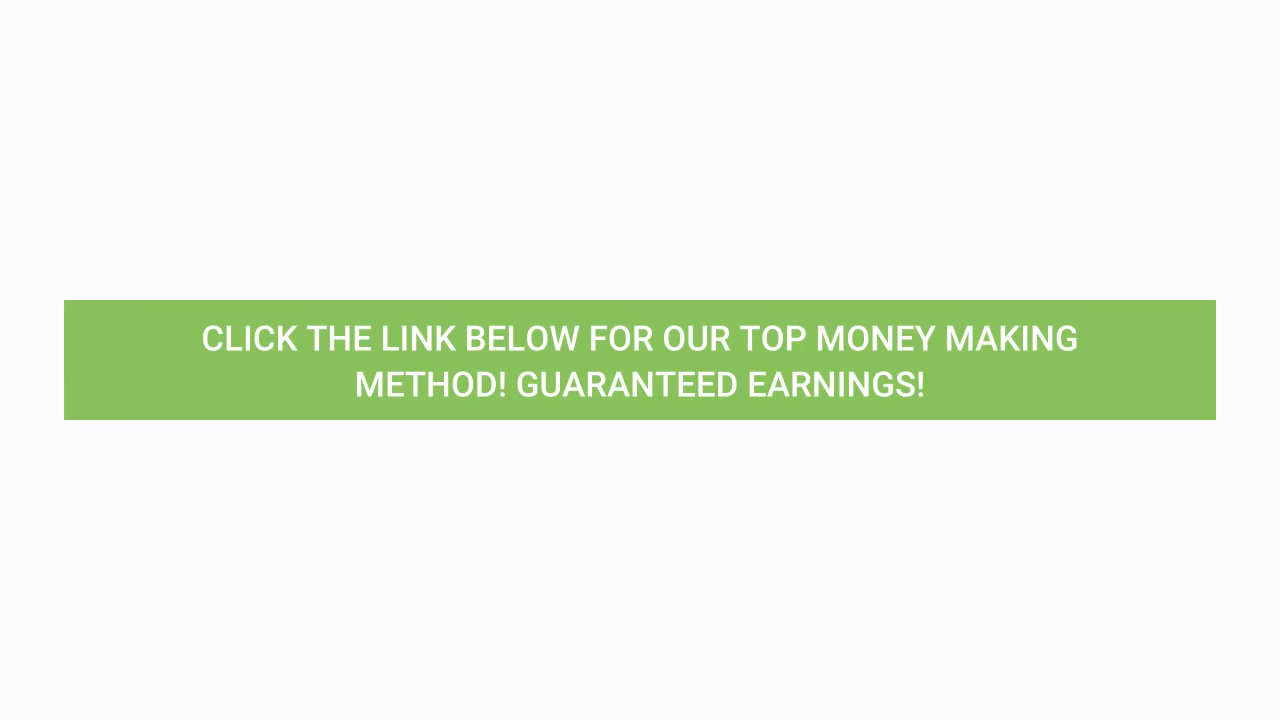 CLICK THE LINK BELOW FOR OUR TOP MONEY MAKING
METHOD! GUARANTEED EARNINGS!